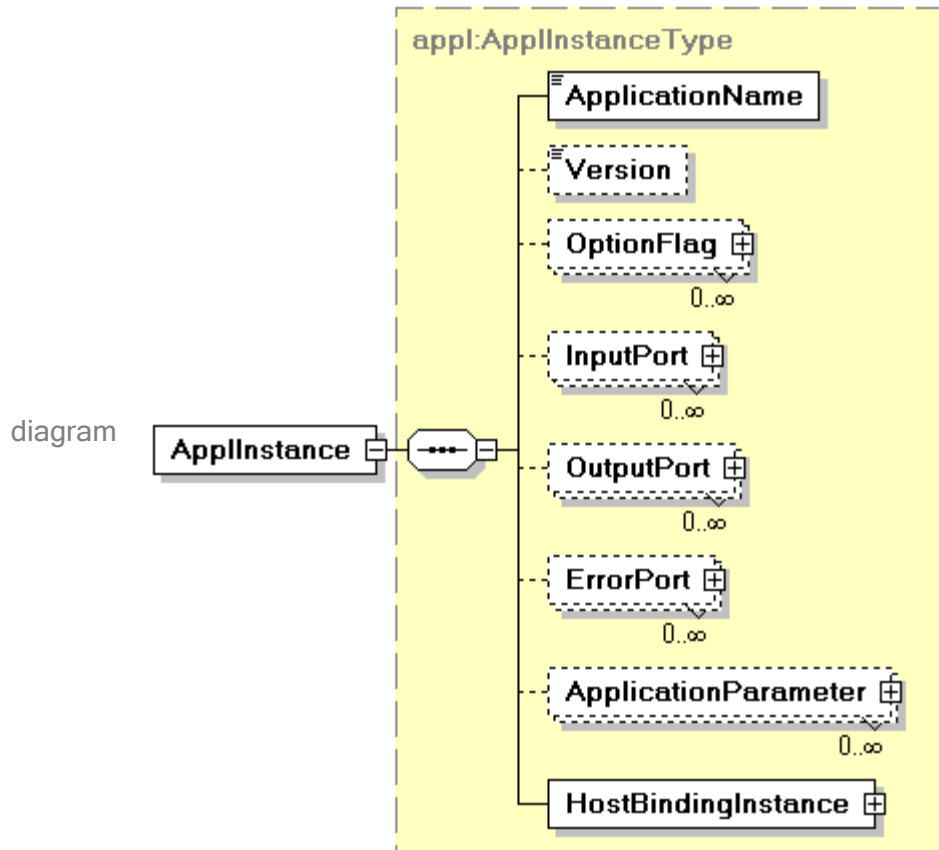 appl:ApplInstanceType
ApplicationName
Version
OptionFlag
0..∞
InputPort
0..∞
diagram
ApplInstance
OutputPort
0..∞
ErrorPort
0..∞
ApplicationParameter
0..∞
HostBindingInstance